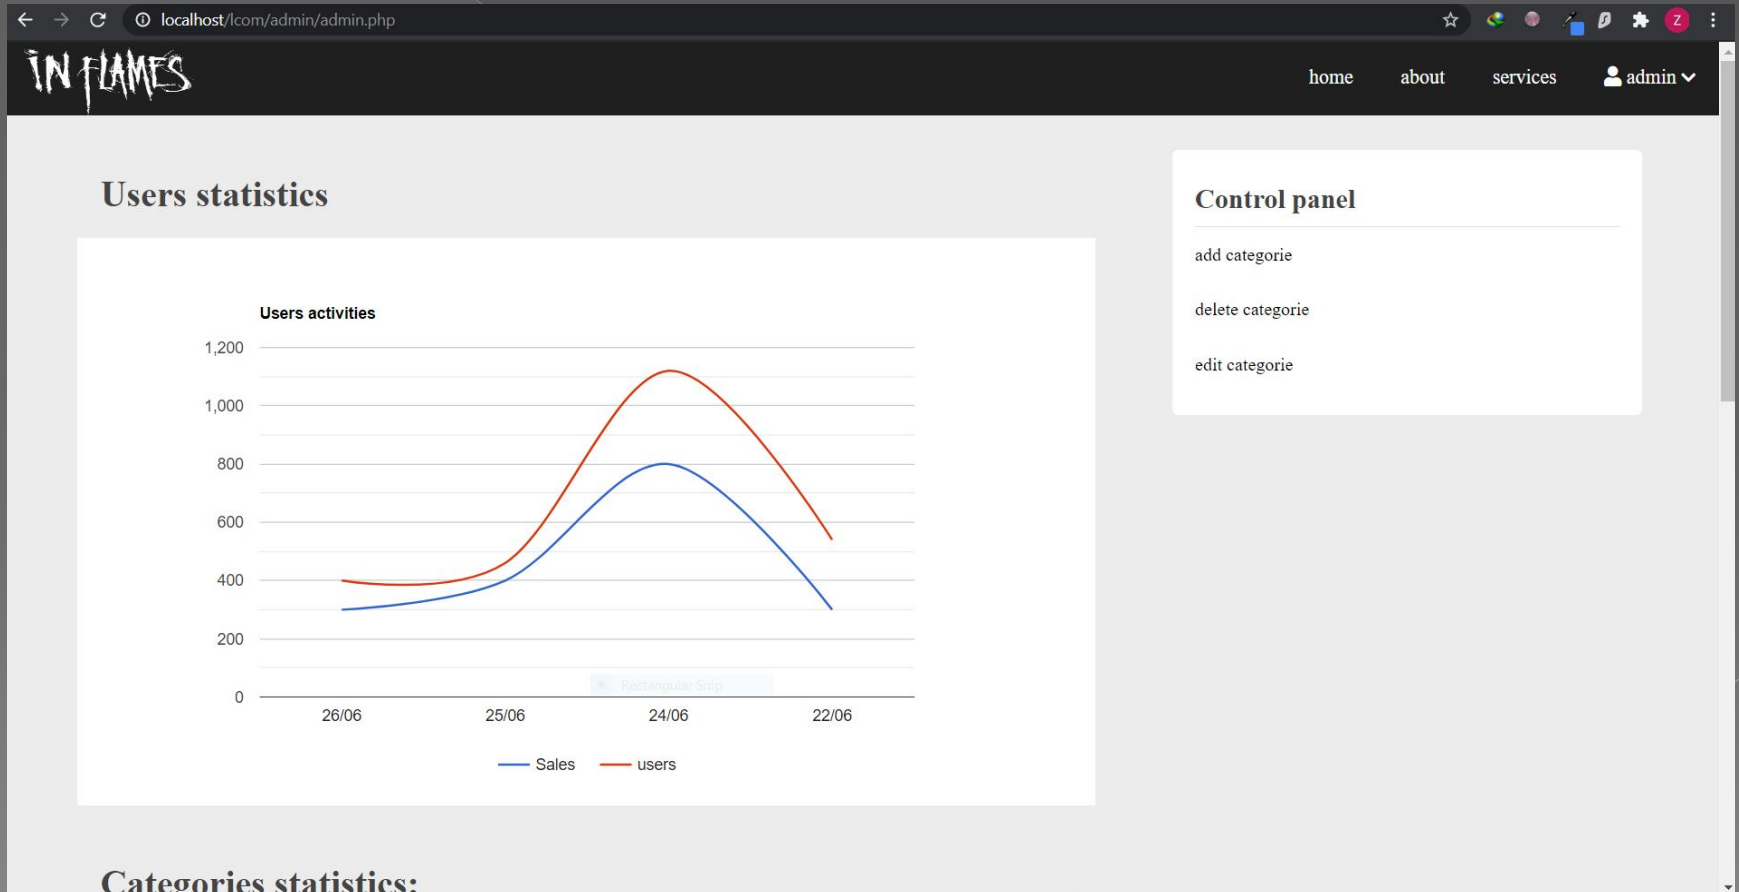 localhost/lcom/admin/admin.php
Z
IN FLAMES
home about services admin
Users statistics
Users activities
1,200
1,000
800
600
400
200
0
Rectangular Snip
26/06 25/06 24/06 22/06
Sales users
Control panel
add categorie
delete categorie
edit categorie
Categories statistics: